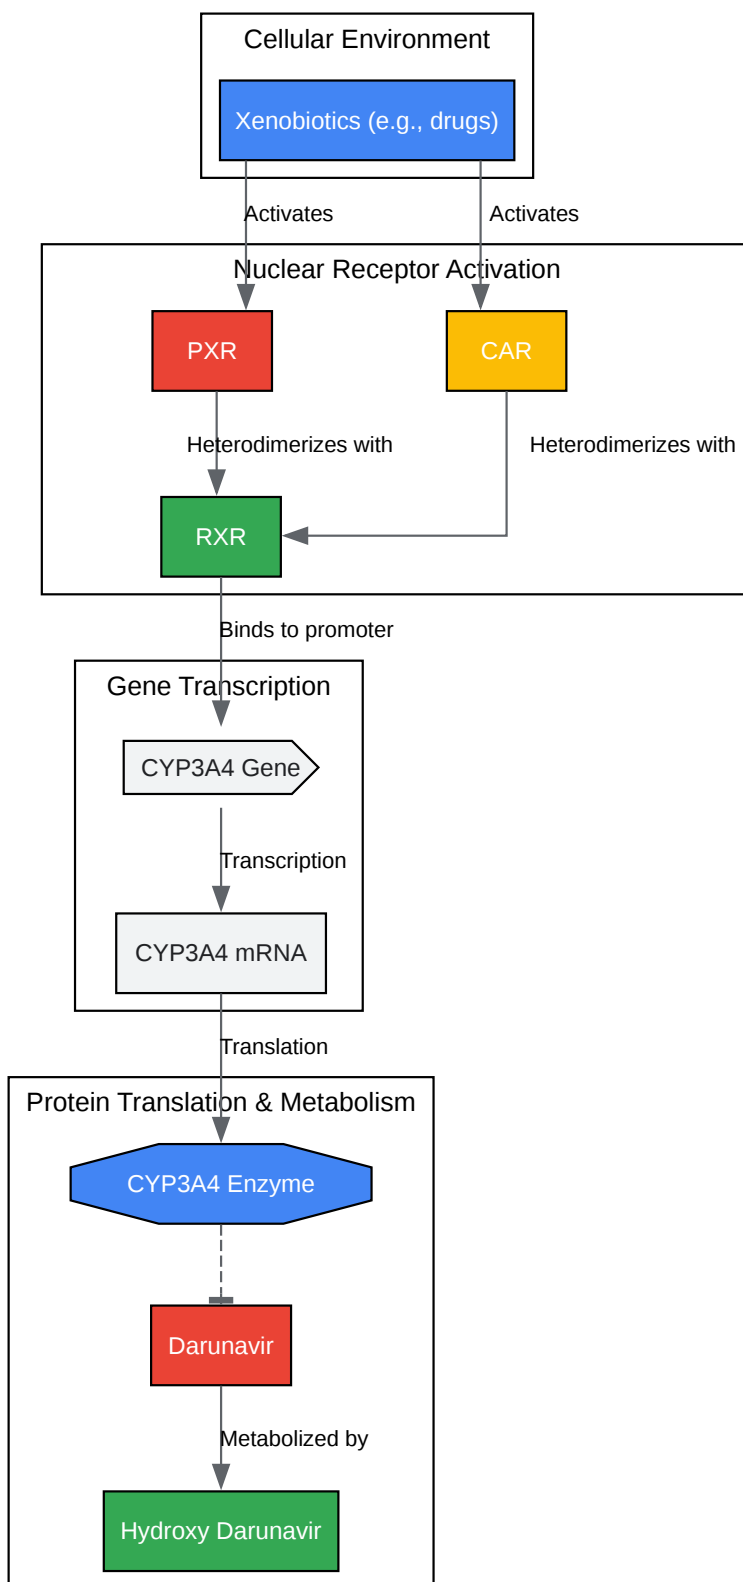 Cellular Environment
Xenobiotics (e.g., drugs)
Activates
Activates
Nuclear Receptor Activation
PXR
CAR
Heterodimerizes with
Heterodimerizes with
RXR
Binds to promoter
Gene Transcription
CYP3A4 Gene
Transcription
CYP3A4 mRNA
Translation
Protein Translation & Metabolism
CYP3A4 Enzyme
Darunavir
Metabolized by
Hydroxy Darunavir